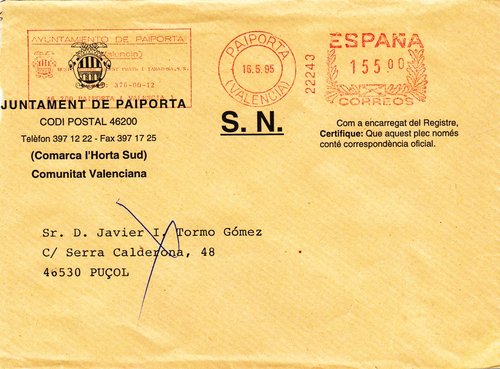 AYUNTAMIENTO DE PAIPORTA
(Valencia)
376-00-12
PAIPORTA
16.5.95
(VALENCIA)
22243
ESPAÑA
155 00
CORREOS
JUNTAMENT DE PAIPORTA
CODI POSTAL 46200
Telèfon 397 12 22 - Fax 397 17 25
(Comarca l'Horta Sud)
Comunitat Valenciana
S. N.
Com a encarregat del Registre,
Certifique: Que aquest plec només
conté correspondència oficial.
Sr. D. Javier I. Tormo Gómez
C/ Serra Calderona, 48
46530 PUÇOL